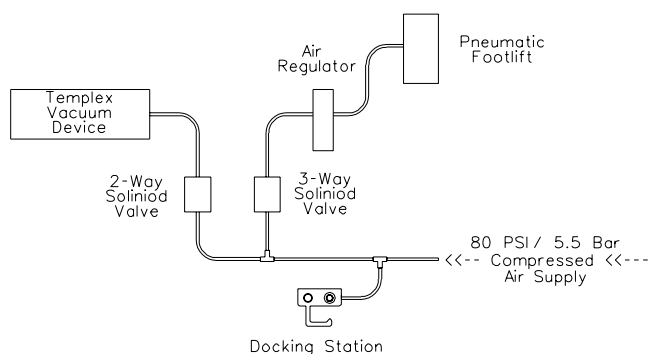 Pneumatic
Footlift
Air
Regulator
Templex
Vacuum
Device
2-Way
Soliniod
Valve
3-Way
Soliniod
Valve
80 PSI/ 5.5 Bar
<<-- Compressed <<---
Air Supply
Docking Station